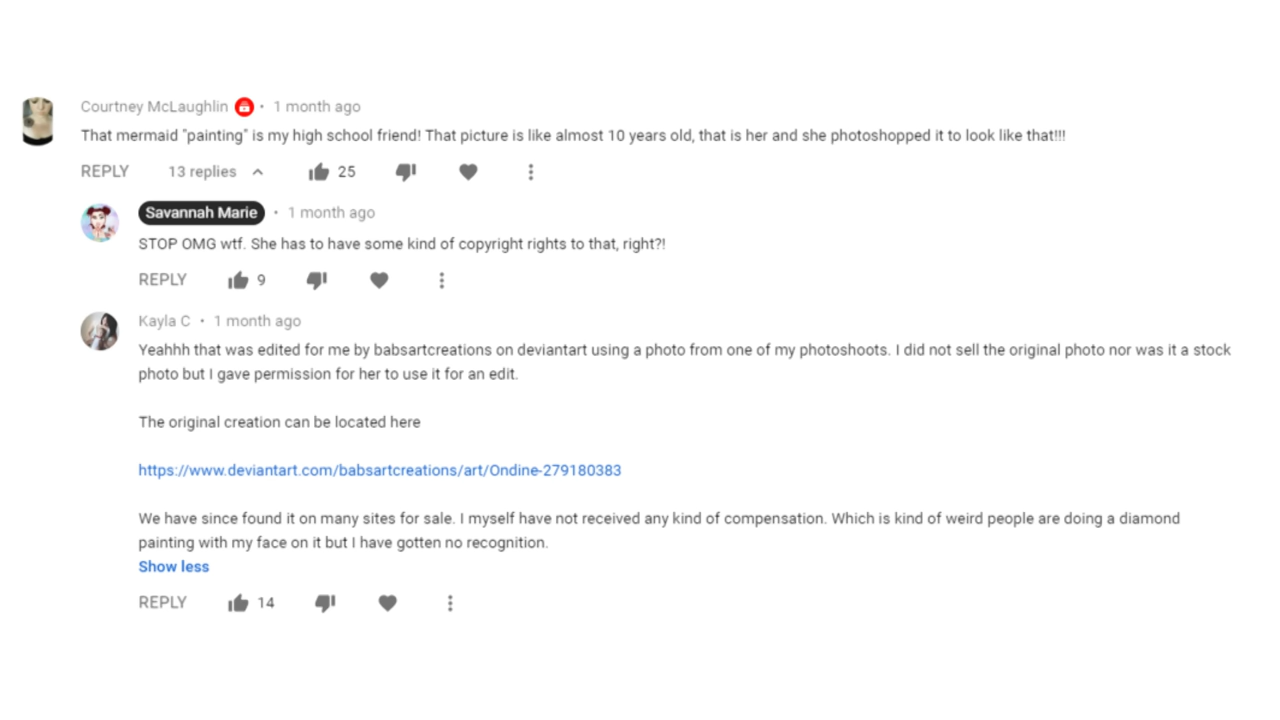 Courtney McLaughlin • 1 month ago
That mermaid "painting" is my high school friend! That picture is like almost 10 years old, that is her and she photoshopped it to look like that!!!
REPLY 13 replies 25
Savannah Marie • 1 month ago
STOP OMG wtf. She has to have some kind of copyright rights to that, right?!
REPLY 9
Kayla C • 1 month ago
Yeahhh that was edited for me by babsartcreations on deviantart using a photo from one of my photoshoots. I did not sell the original photo nor was it a stock
photo but I gave permission for her to use it for an edit.
The original creation can be located here
https://www.deviantart.com/babsartcreations/art/Ondine-279180383
We have since found it on many sites for sale. I myself have not received any kind of compensation. Which is kind of weird people are doing a diamond
painting with my face on it but I have gotten no recognition.
Show less
REPLY 14